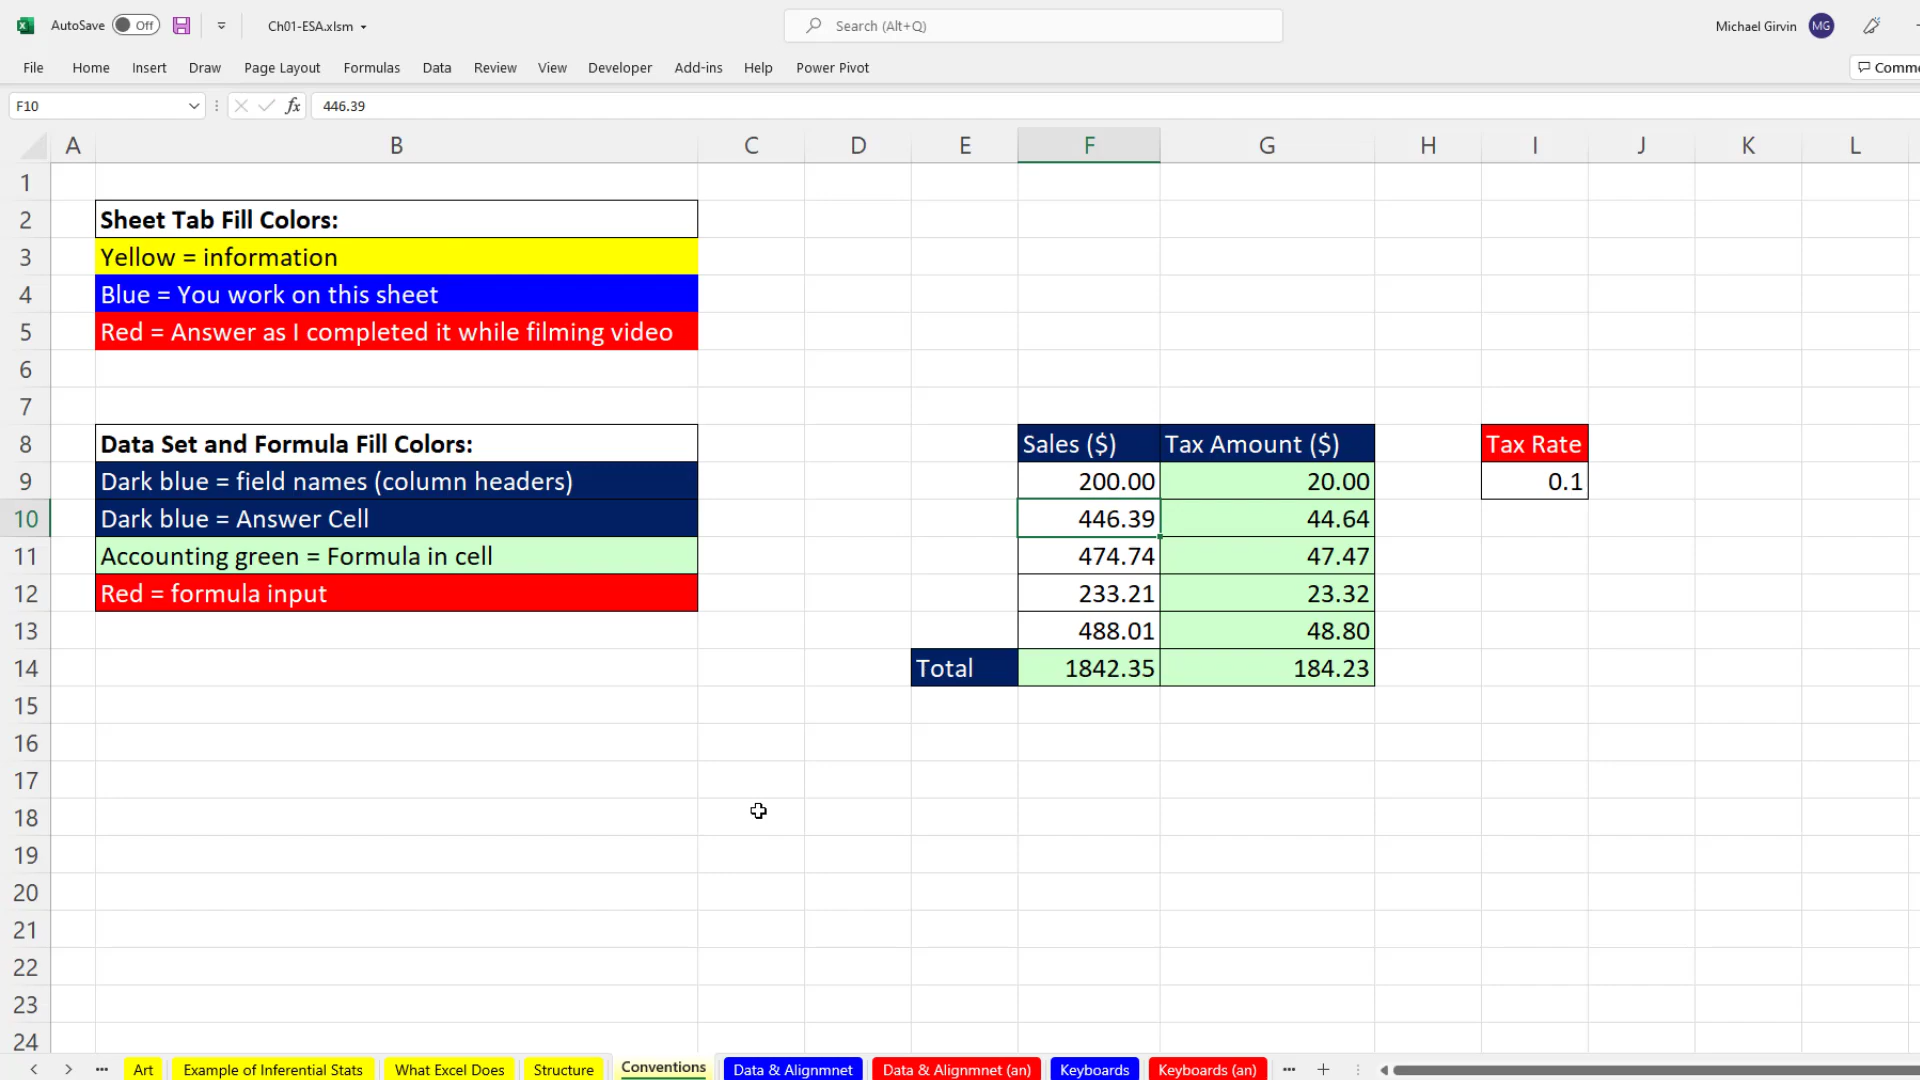 AutoSave Off Ch01-ESA.xlsm Search (Alt+Q) Michael Girvin MG
File Home Insert Draw Page Layout Formulas Data Review View Developer Add-ins Help Power Pivot Comme
F10 fx 446.39
A B C D E F G H I J K L
1
2 Sheet Tab Fill Colors:
3 Yellow = information
4 Blue = You work on this sheet
5 Red = Answer as I completed it while filming video
6
7
8 Data Set and Formula Fill Colors: Sales ($) Tax Amount ($) Tax Rate
9 Dark blue = field names (column headers) 200.00 20.00 0.1
10 Dark blue = Answer Cell 446.39 44.64
11 Accounting green = Formula in cell 474.74 47.47
12 Red = formula input 233.21 23.32
13 488.01 48.80
14 Total 1842.35 184.23
15
16
17
18
19
20
21
22
23
24
Art Example of Inferential Stats What Excel Does Structure Conventions Data & Alignmnet Data & Alignmnet (an) Keyboards Keyboards (an)